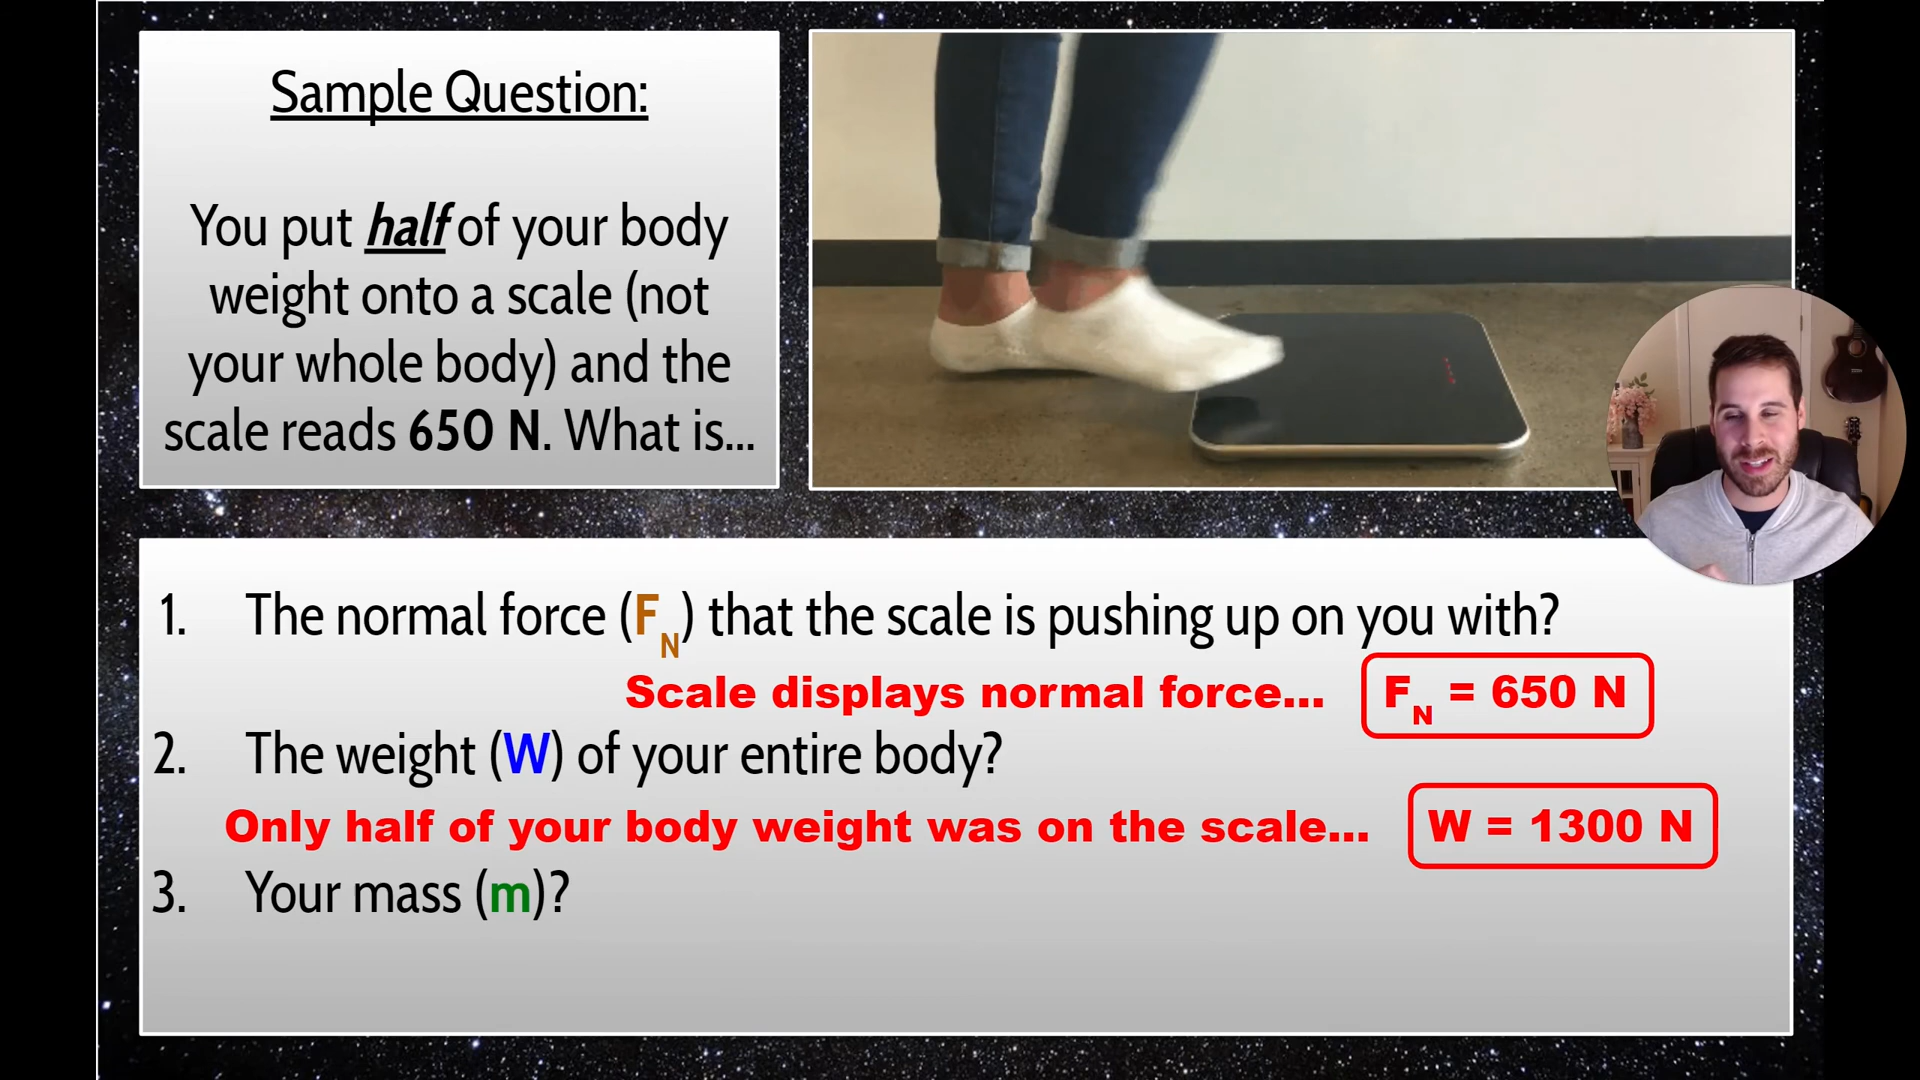 Sample Question:
You put half of your body
weight onto a scale (not
your whole body) and the
scale reads 650 N. What is...
1. The normal force (FN) that the scale is pushing up on you with?
Scale displays normal force... FN = 650 N
2. The weight (W) of your entire body?
Only half of your body weight was on the scale... W = 1300 N
3. Your mass (m)?